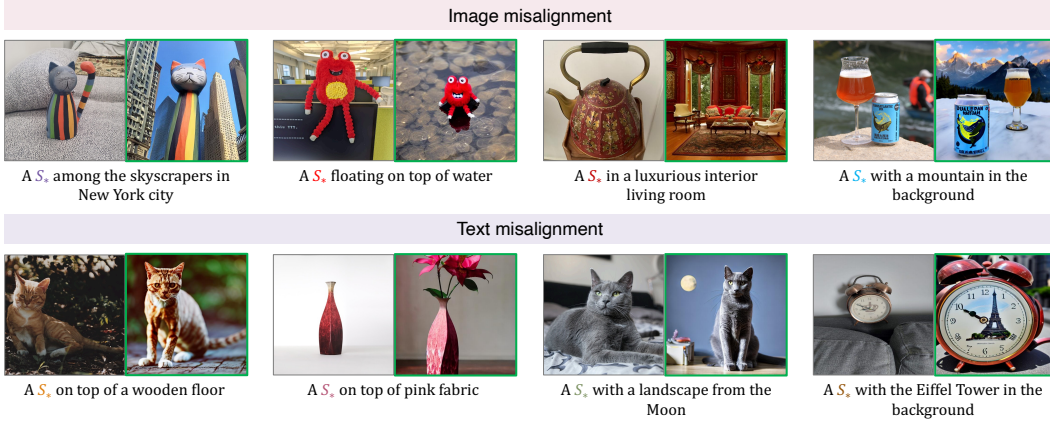 Image misalignment
A S* among the skyscrapers in
New York city
A S* floating on top of water
A S* in a luxurious interior
living room
A S* with a mountain in the
background
Text misalignment
A S* on top of a wooden floor
A S* on top of pink fabric
A S* with a landscape from the
Moon
A S* with the Eiffel Tower in the
background